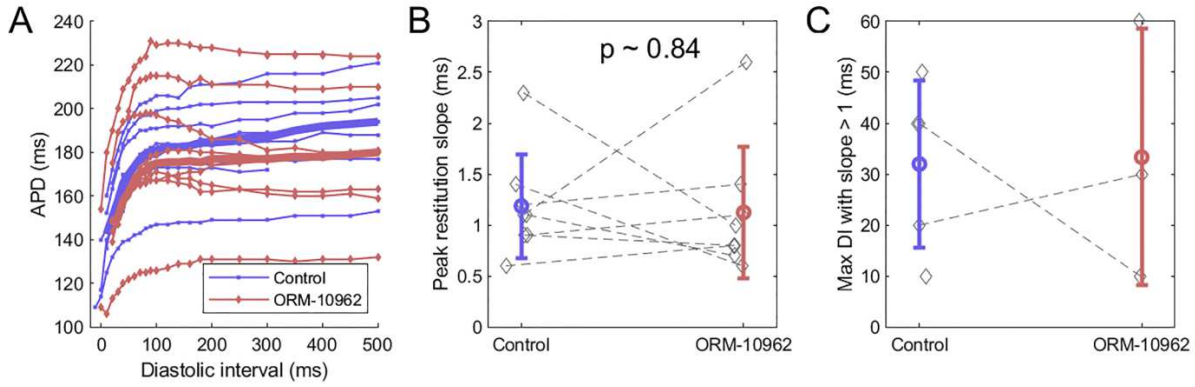 A
240
220
200
180
160
140
120
100
APD (ms)
0
100
200
300
400
500
Diastolic interval (ms)
Control
ORM-10962
B
3
2.5
2
1.5
1
0.5
0
Peak restitution slope (ms)
p ~ 0.84
Control
ORM-10962
C
60
50
40
30
20
10
0
Max DI with slope > 1 (ms)
Control
ORM-10962